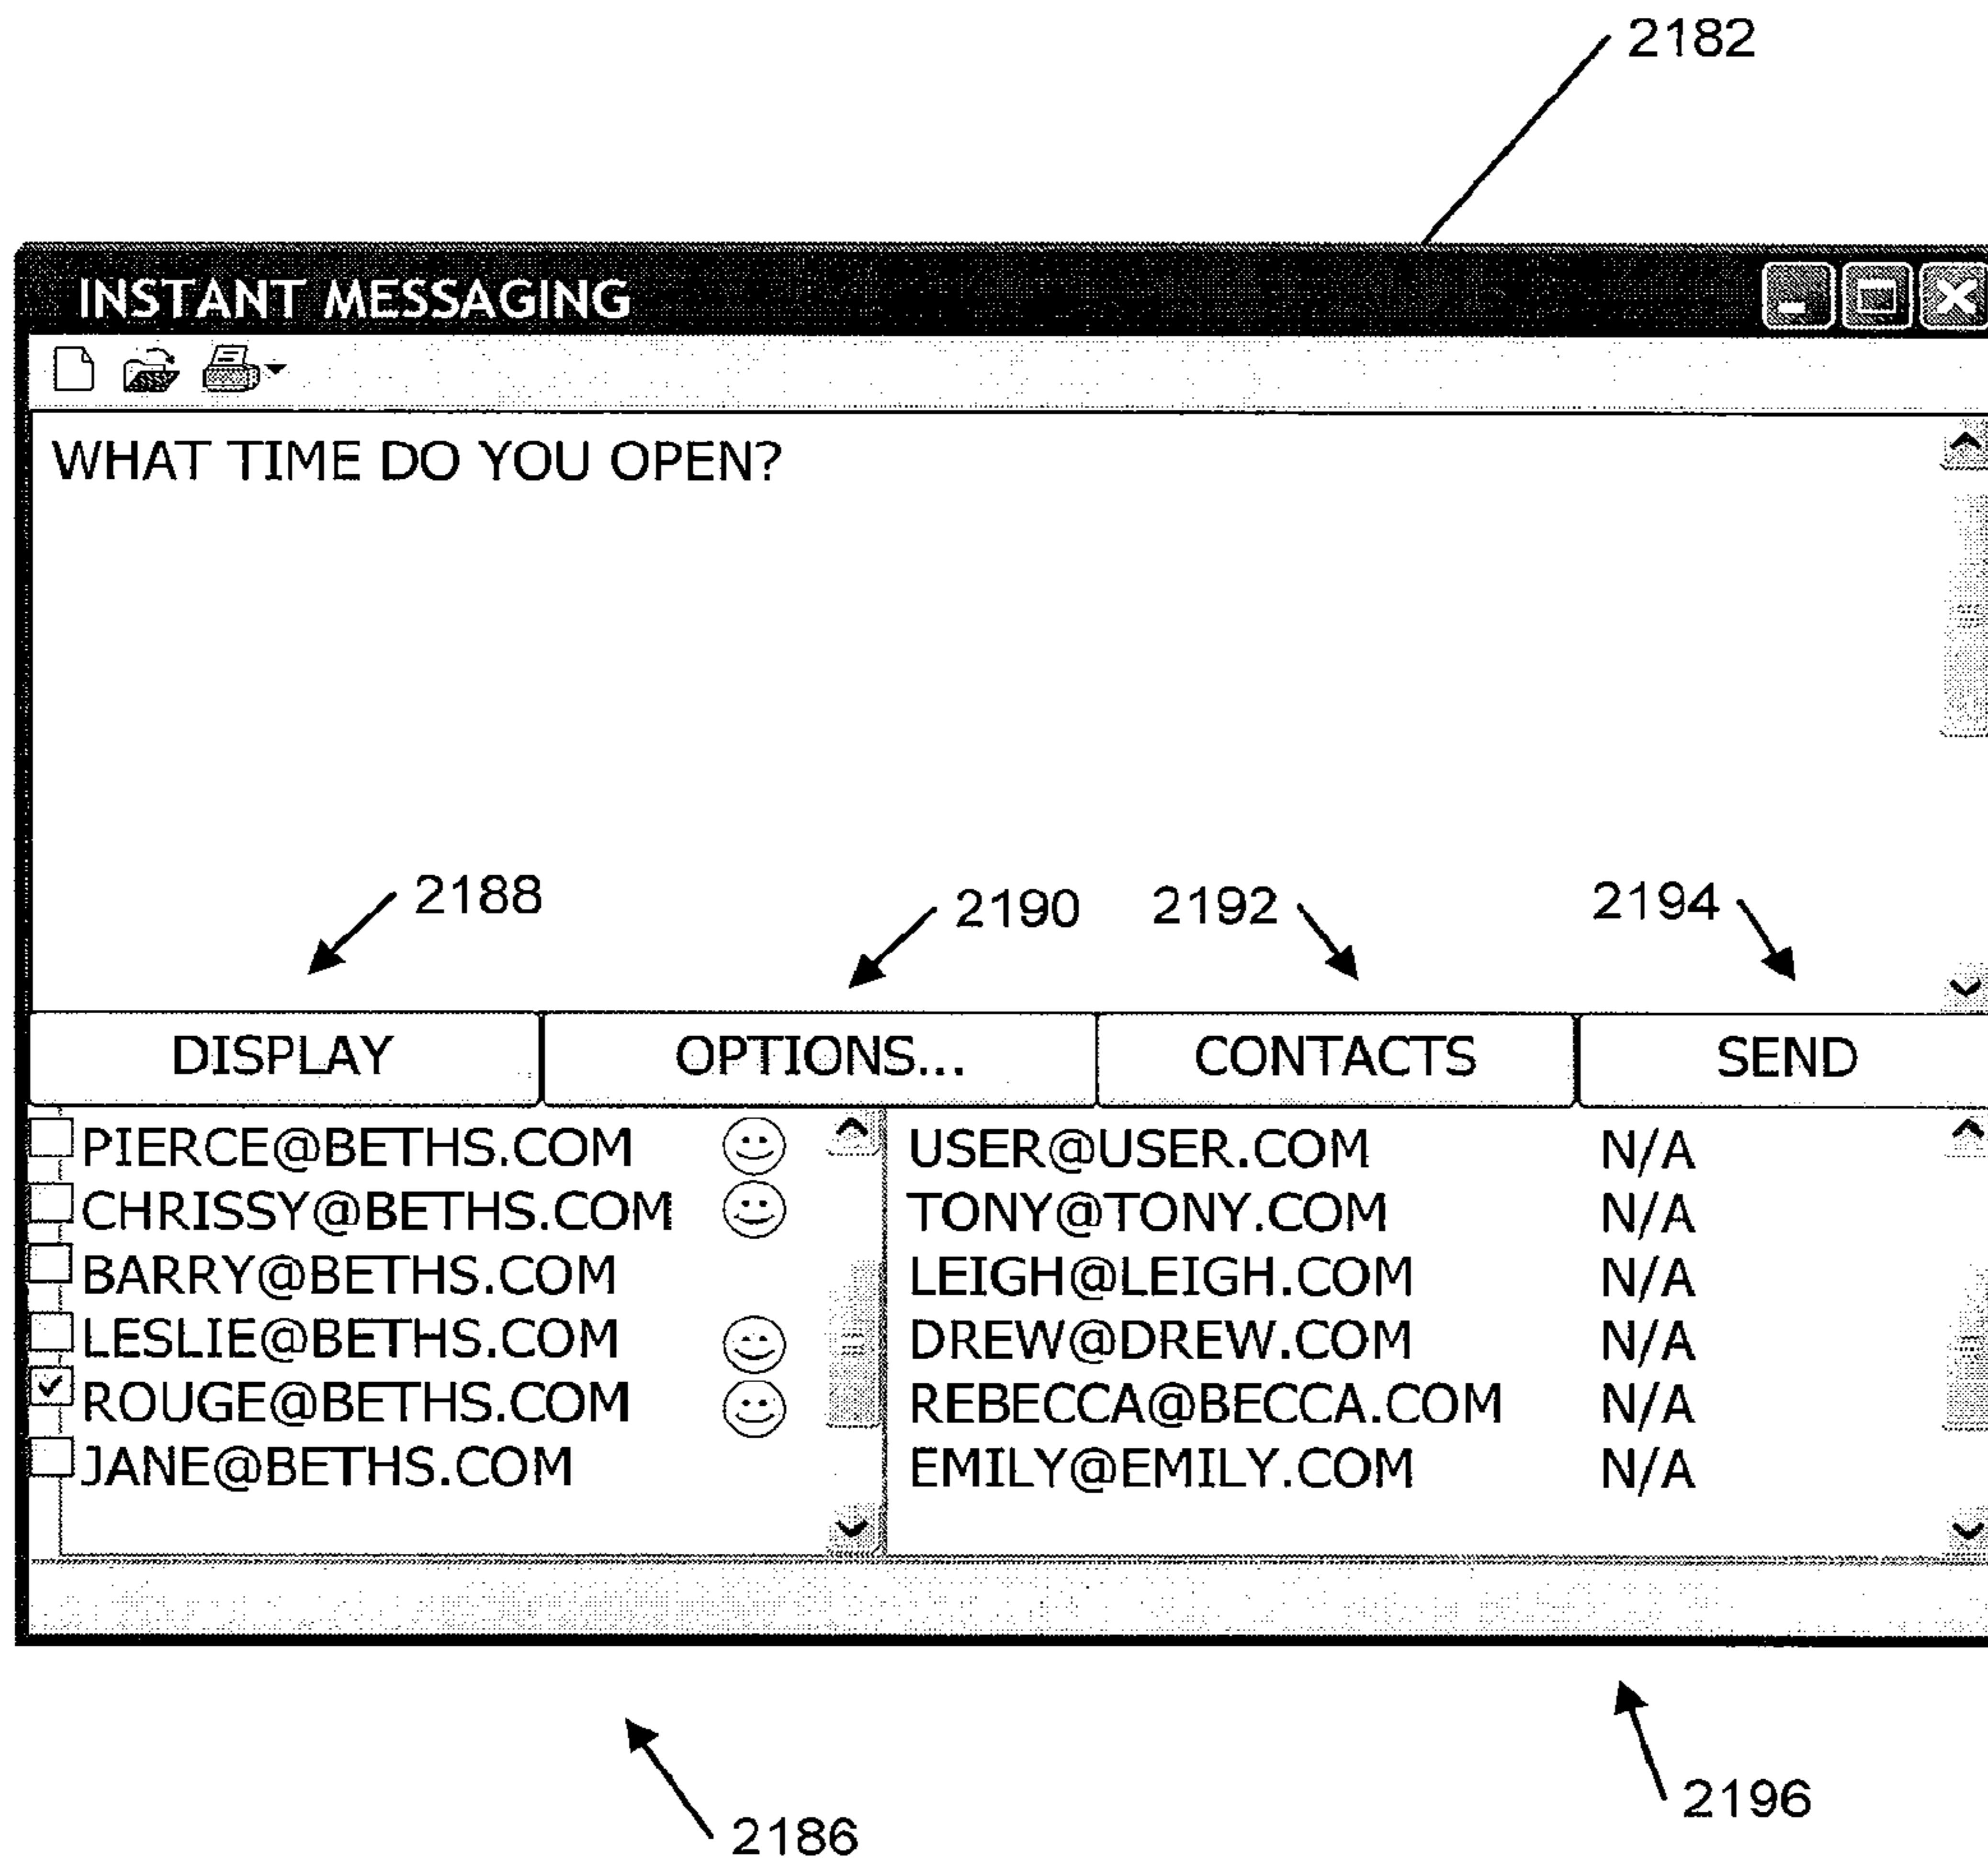 2182
INSTANT MESSAGING
WHAT TIME DO YOU OPEN?
2188 2190 2192 2194
DISPLAY OPTIONS... CONTACTS SEND
PIERCE@BETHS.COM USER@USER.COM N/A
CHRISSY@BETHS.COM TONY@TONY.COM N/A
BARRY@BETHS.COM LEIGH@LEIGH.COM N/A
LESLIE@BETHS.COM DREW@DREW.COM N/A
ROUGE@BETHS.COM REBECCA@BECCA.COM N/A
JANE@BETHS.COM EMILY@EMILY.COM N/A
2196
2186